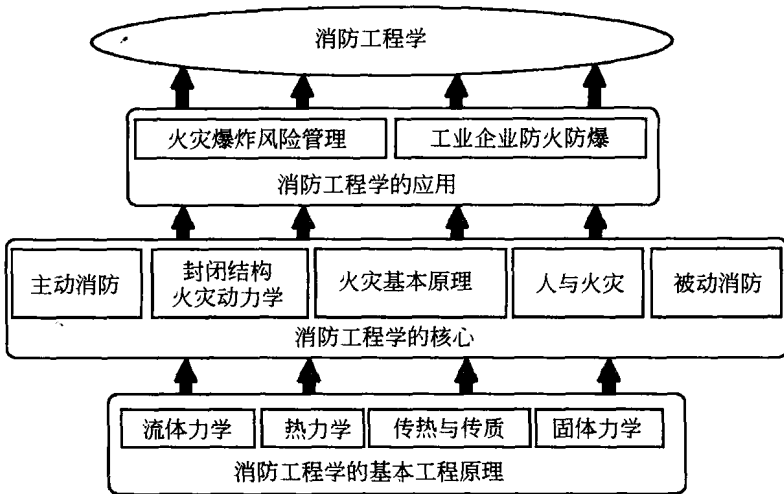 消防工程学
火灾爆炸风险管理
工业企业防火防爆
消防工程学的应用
主动消防
封闭结构
火灾动力学
火灾基本原理
人与火灾
被动消防
消防工程学的核心
流体力学
热力学
传热与传质
固体力学
消防工程学的基本工程原理